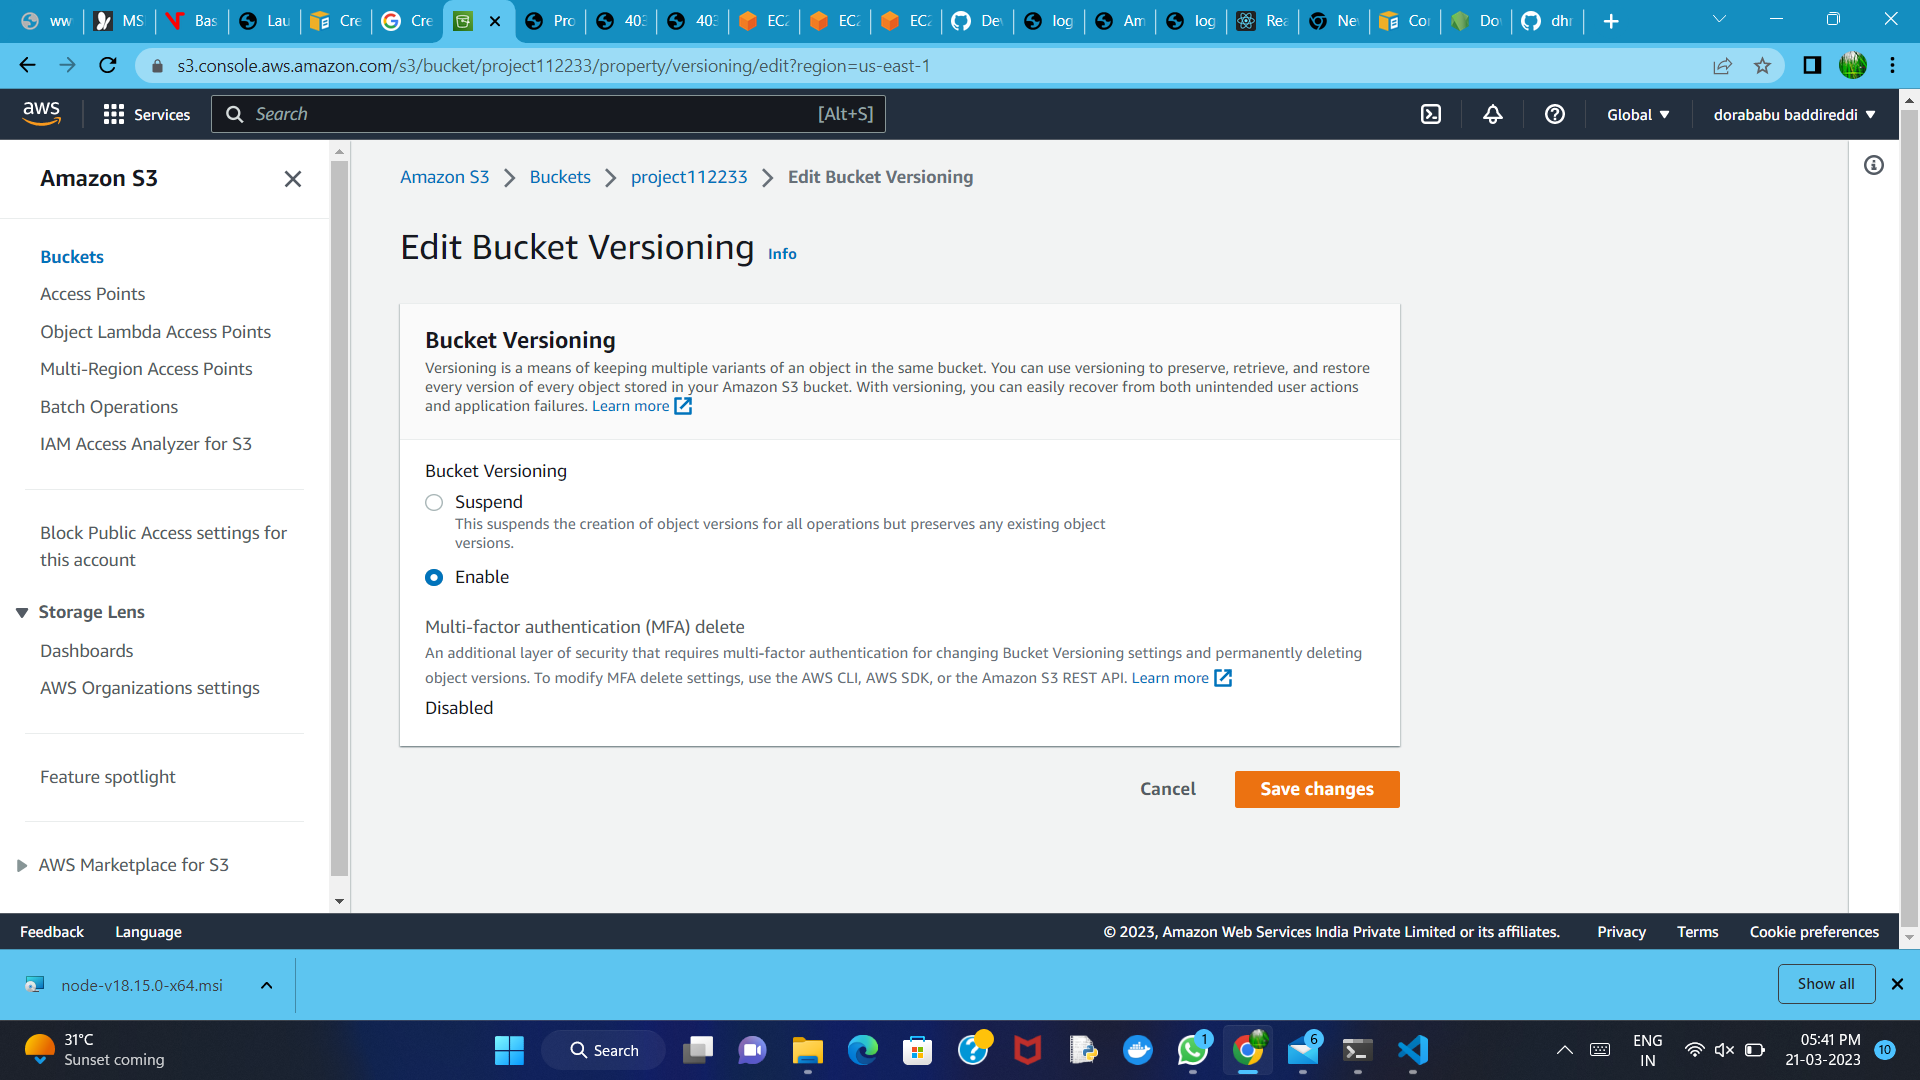 ww
MS
Bas
Lau
Cre
Cre
Pro
403
403
EC2
EC2
EC2
Dev
log
Am
log
Rea
Nev
Cor
Dov
dhr
s3.console.aws.amazon.com/s3/bucket/project112233/property/versioning/edit?region=us-east-1
aws
Services
Search
[Alt+S]
Global
dorababu baddireddi
Amazon S3
Buckets
Access Points
Object Lambda Access Points
Multi-Region Access Points
Batch Operations
IAM Access Analyzer for S3
Block Public Access settings for
this account
Storage Lens
Dashboards
AWS Organizations settings
Feature spotlight
AWS Marketplace for S3
Amazon S3 > Buckets > project112233 > Edit Bucket Versioning
Edit Bucket Versioning Info
Bucket Versioning
Versioning is a means of keeping multiple variants of an object in the same bucket. You can use versioning to preserve, retrieve, and restore
every version of every object stored in your Amazon S3 bucket. With versioning, you can easily recover from both unintended user actions
and application failures. Learn more
Bucket Versioning
Suspend
This suspends the creation of object versions for all operations but preserves any existing object
versions.
Enable
Multi-factor authentication (MFA) delete
An additional layer of security that requires multi-factor authentication for changing Bucket Versioning settings and permanently deleting
object versions. To modify MFA delete settings, use the AWS CLI, AWS SDK, or the Amazon S3 REST API. Learn more
Disabled
Cancel
Save changes
Feedback
Language
© 2023, Amazon Web Services India Private Limited or its affiliates.
Privacy
Terms
Cookie preferences
node-v18.15.0-x64.msi
Show all
31°C
Sunset coming
Search
1
6
ENG
IN
05:41 PM
21-03-2023
10